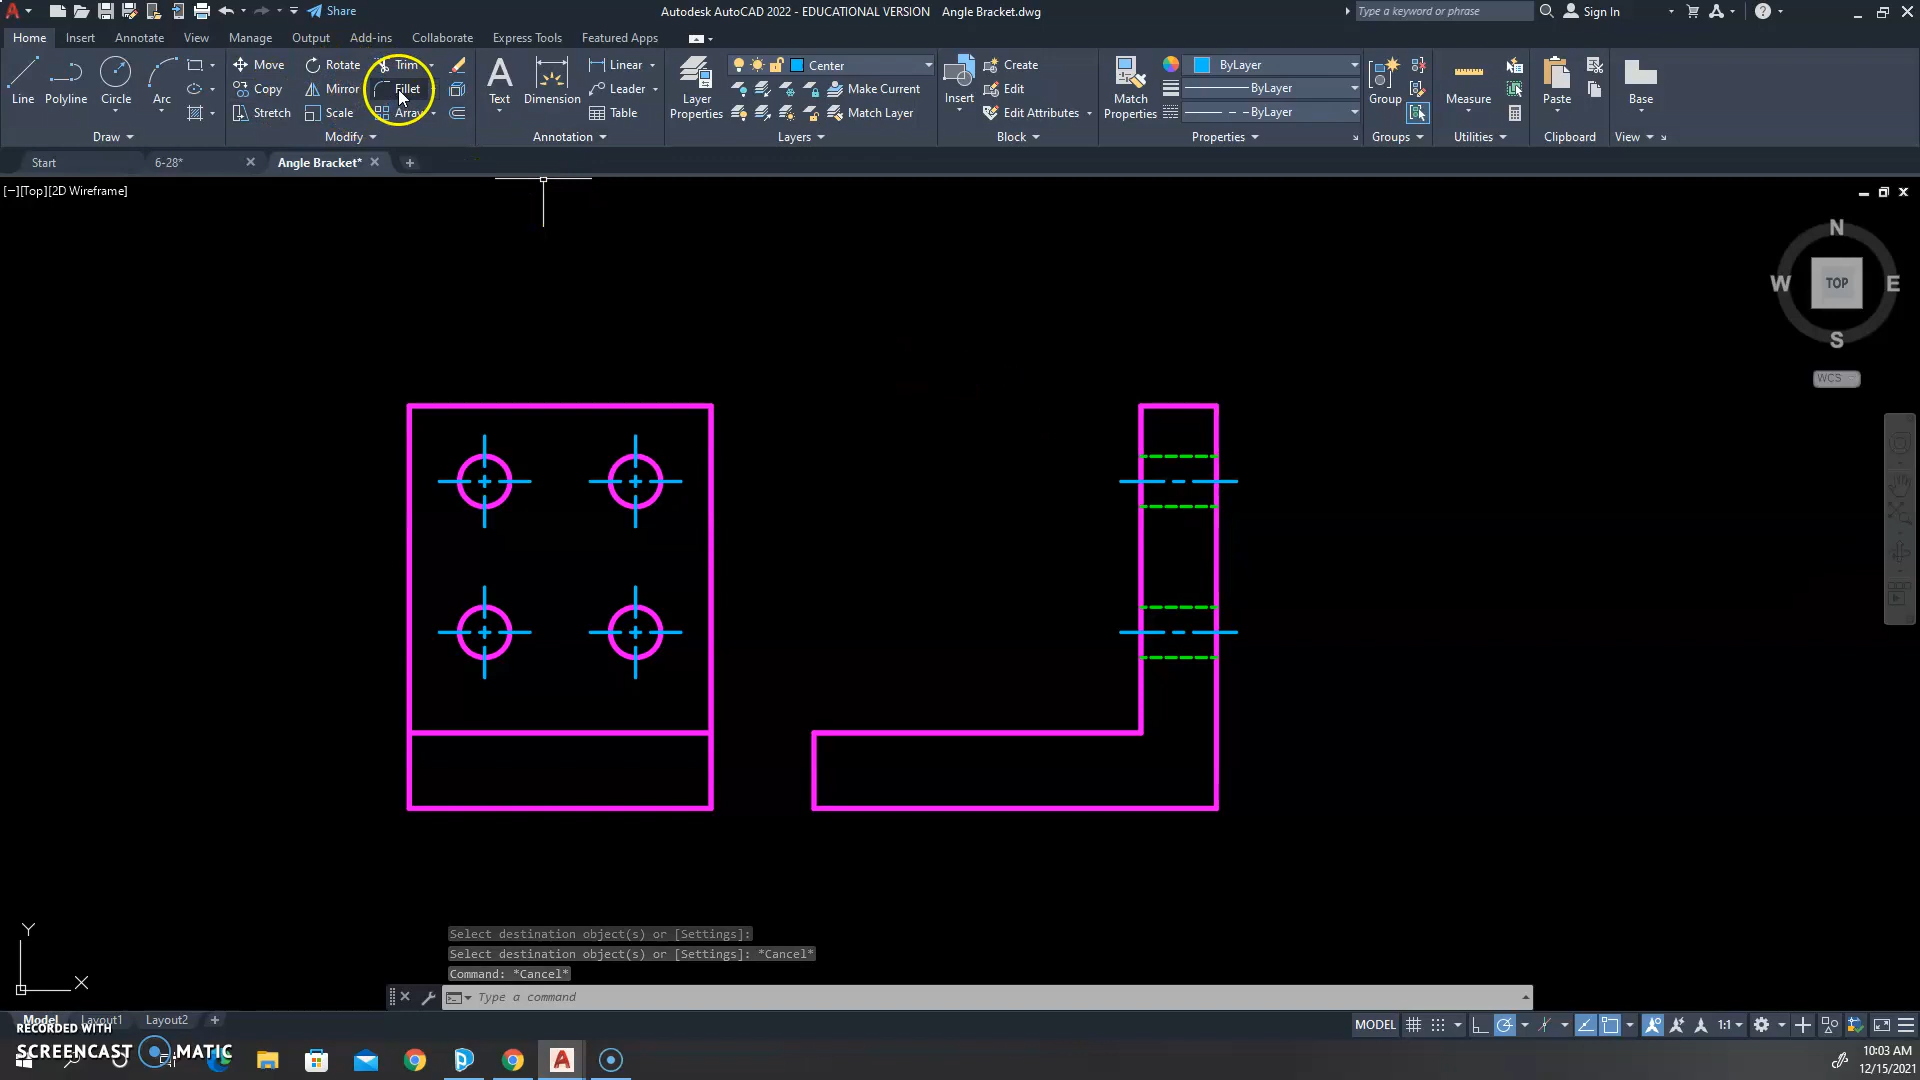 Share
Autodesk AutoCAD 2022 - EDUCATIONAL VERSION Angle Bracket.dwg
Type a keyword or phrase
Sign In
Home Insert Annotate View Manage Output Add-ins Collaborate Express Tools Featured Apps
Line Polyline Circle Arc
Move Rotate Trim
Copy Mirror Fillet
Stretch Scale Array
Text Dimension
Linear
Leader
Table
Layer Properties
Center
Make Current
Match Layer
Insert
Create
Edit
Edit Attributes
Match Properties
ByLayer
ByLayer
ByLayer
Group
Measure
Paste
Base
Draw Modify Annotation Layers Block Properties Groups Utilities Clipboard View
Start 6-28* Angle Bracket*
[−][Top][2D Wireframe]
N
W TOP E
S
WCS
Select destination object(s) or [Settings]:
Select destination object(s) or [Settings]: *Cancel*
Command: *Cancel*
Type a command
Y
X
Model Layout1 Layout2
MODEL 1:1
RECORDED WITH
SCREENCAST MATIC
10:03 AM
12/15/2021